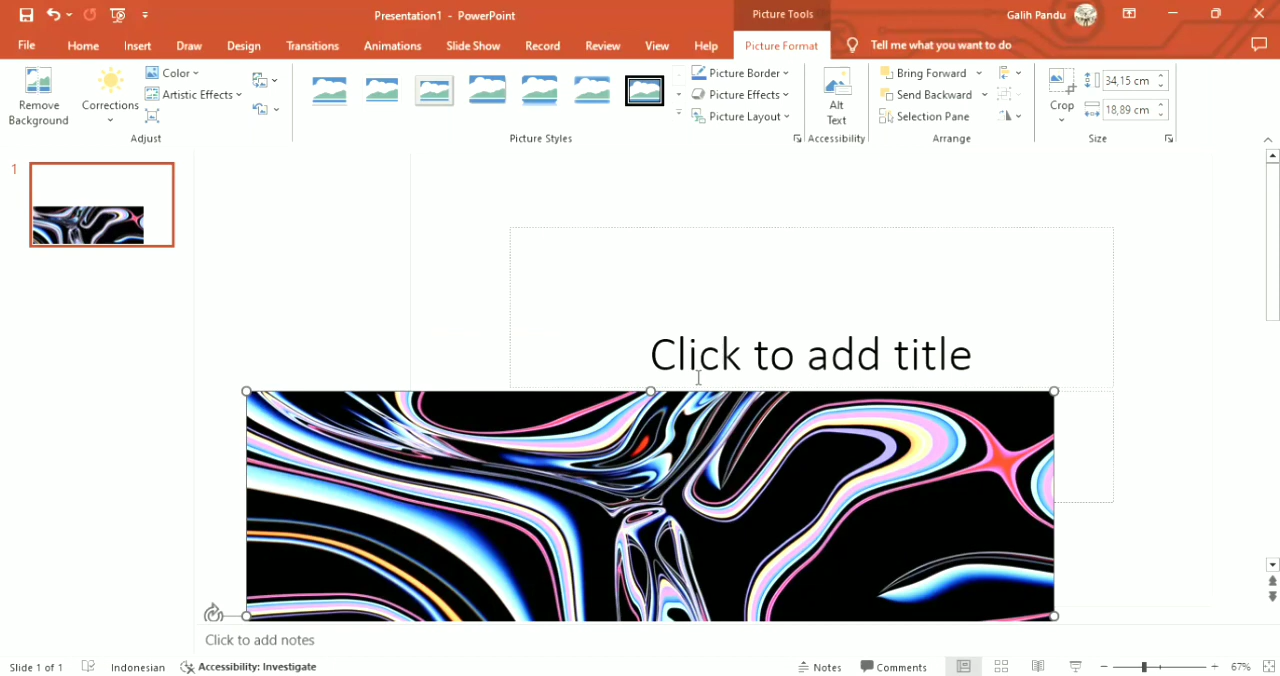 Presentation1 - PowerPoint
Picture Tools
Galih Pandu
File Home Insert Draw Design Transitions Animations Slide Show Record Review View Help Picture Format Tell me what you want to do
Remove Background
Corrections
Color
Artistic Effects
Adjust
Picture Styles
Picture Border
Picture Effects
Picture Layout
Alt Text
Accessibility
Bring Forward
Send Backward
Selection Pane
Arrange
Crop
34,15 cm
18,89 cm
Size
1
Click to add title
Click to add notes
Slide 1 of 1 Indonesian Accessibility: Investigate Notes Comments 67%